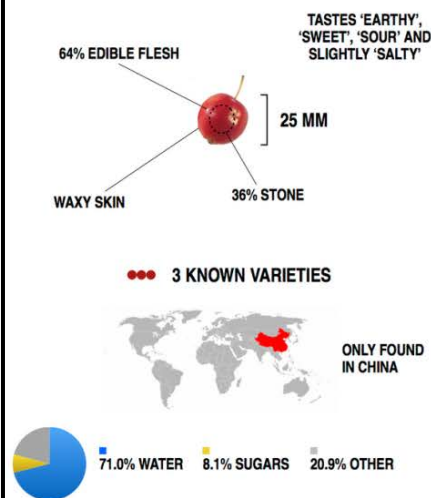 TASTES ‘EARTHY’,
‘SWEET’, ‘SOUR’ AND
SLIGHTLY ‘SALTY’
64% EDIBLE FLESH
25 MM
WAXY SKIN
36% STONE
3 KNOWN VARIETIES
ONLY FOUND
IN CHINA
71.0% WATER 8.1% SUGARS 20.9% OTHER